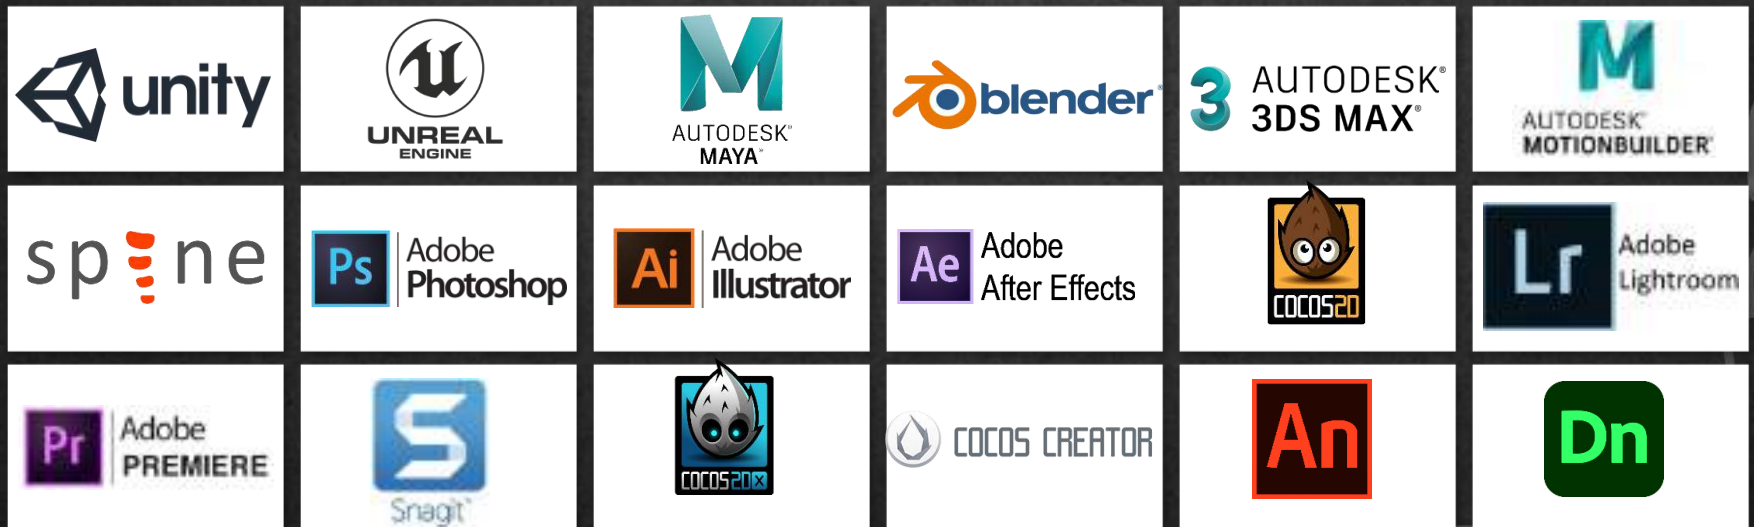 unity
UNREAL
ENGINE
AUTODESK®
MAYA®
blender®
3 AUTODESK®
3DS MAX®
AUTODESK®
MOTIONBUILDER®
spine
Ps Adobe
Photoshop
Ai Adobe
Illustrator
Ae Adobe
After Effects
COCOS2D
Lr Adobe
Lightroom
Pr Adobe
PREMIERE
S
Snagit™
COCOS2DX
COCOS CREATOR
An
Dn